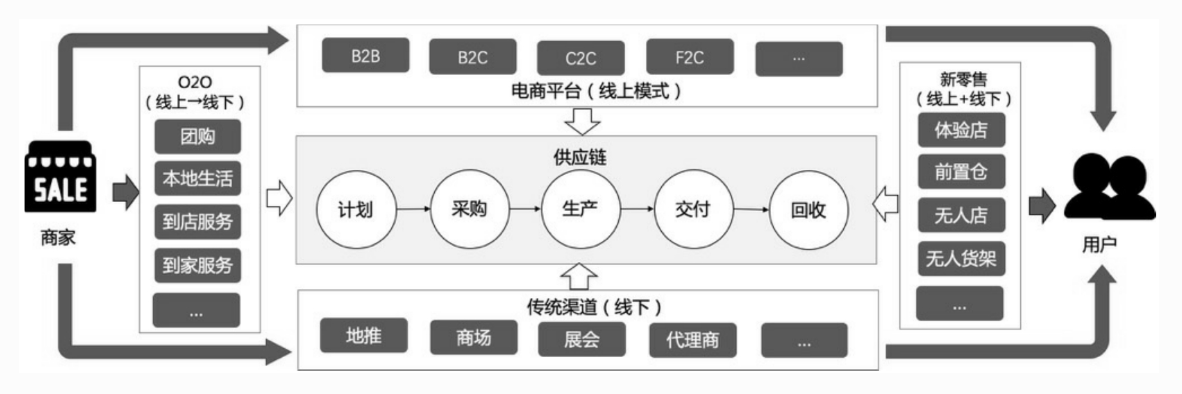 B2B
B2C
C2C
F2C
...
电商平台（线上模式）
O2O
（线上→线下）
团购
本地生活
到店服务
到家服务
...
SALE
商家
供应链
计划
采购
生产
交付
回收
新零售
（线上+线下）
体验店
前置仓
无人店
无人货架
...
用户
传统渠道（线下）
地推
商场
展会
代理商
...